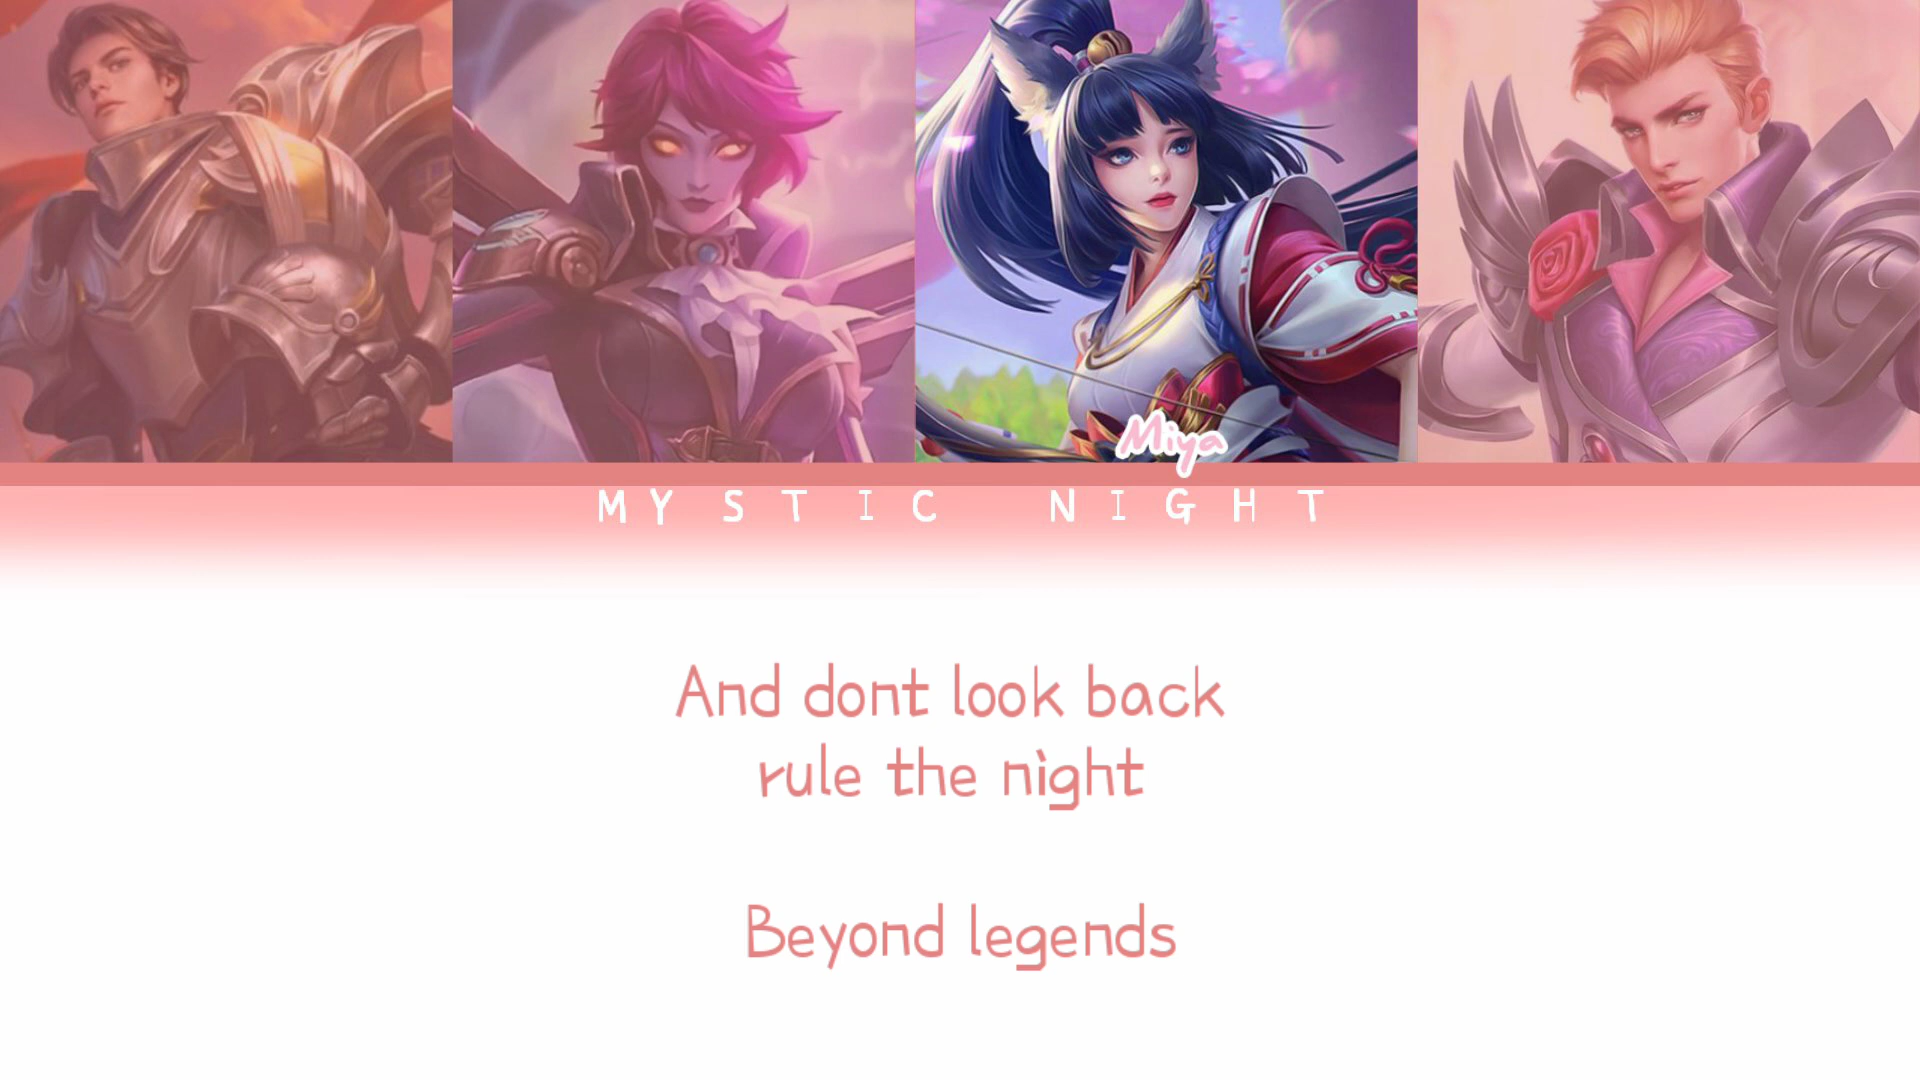 Miya
MYSTIC NIGHT
And dont look back
rule the night
Beyond legends